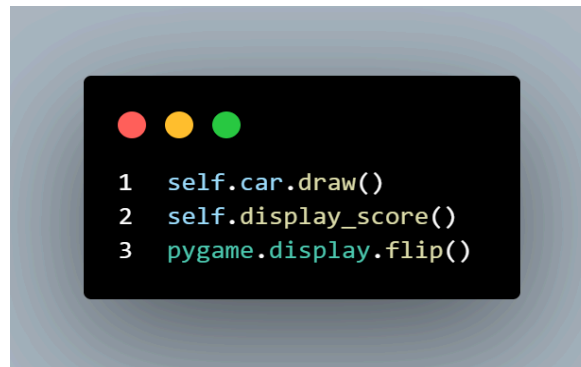 1 self.car.draw()
2 self.display_score()
3 pygame.display.flip()